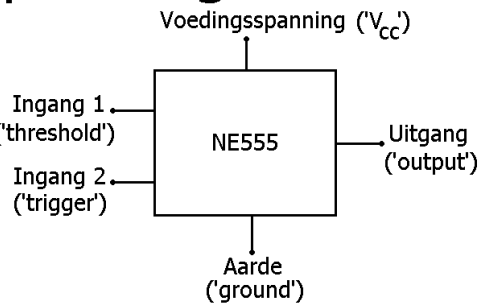 Voedingsspanning ('Vcc')
Ingang 1
('threshold')
NE555
Uitgang
('output')
Ingang 2
('trigger')
Aarde
('ground')